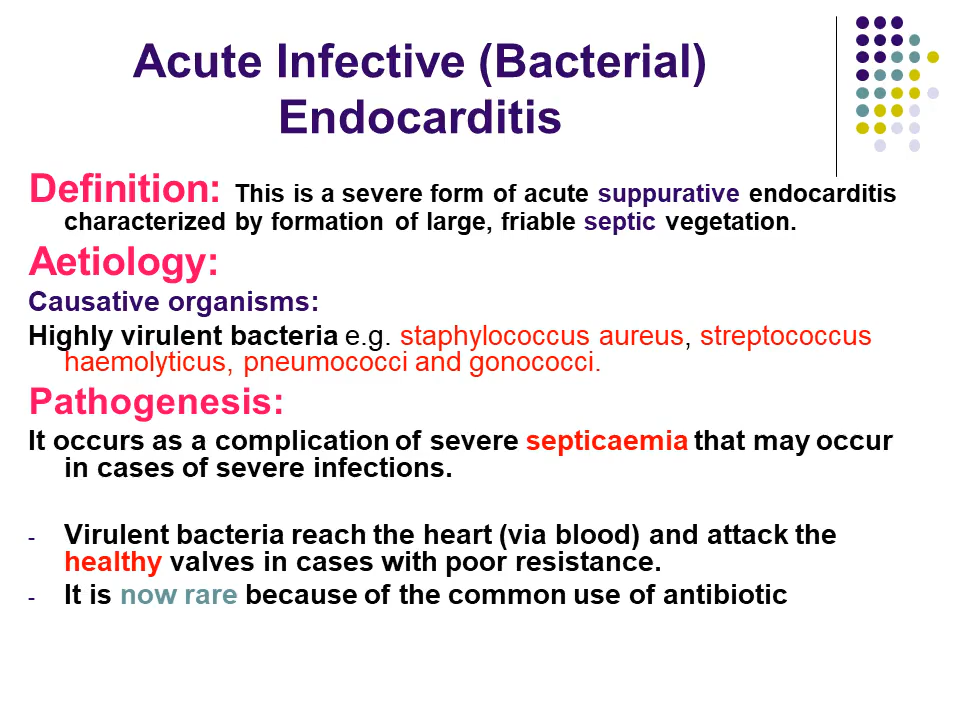 Acute Infective (Bacterial)
Endocarditis
Definition: This is a severe form of acute suppurative endocarditis
characterized by formation of large, friable septic vegetation.
Aetiology:
Causative organisms:
Highly virulent bacteria e.g. staphylococcus aureus, streptococcus
haemolyticus, pneumococci and gonococci.
Pathogenesis:
It occurs as a complication of severe septicaemia that may occur
in cases of severe infections.
- Virulent bacteria reach the heart (via blood) and attack the
healthy valves in cases with poor resistance.
- It is now rare because of the common use of antibiotic